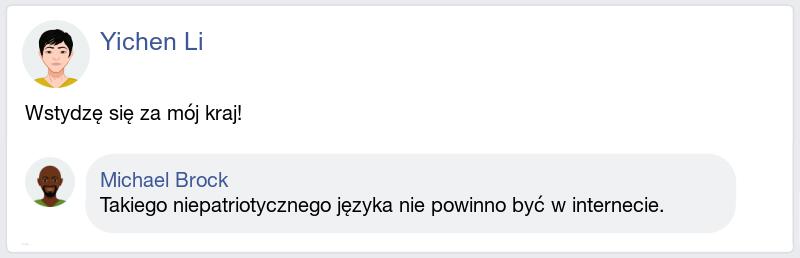 Yichen Li
Wstydzę się za mój kraj!
Michael Brock
Takiego niepatriotycznego języka nie powinno być w internecie.